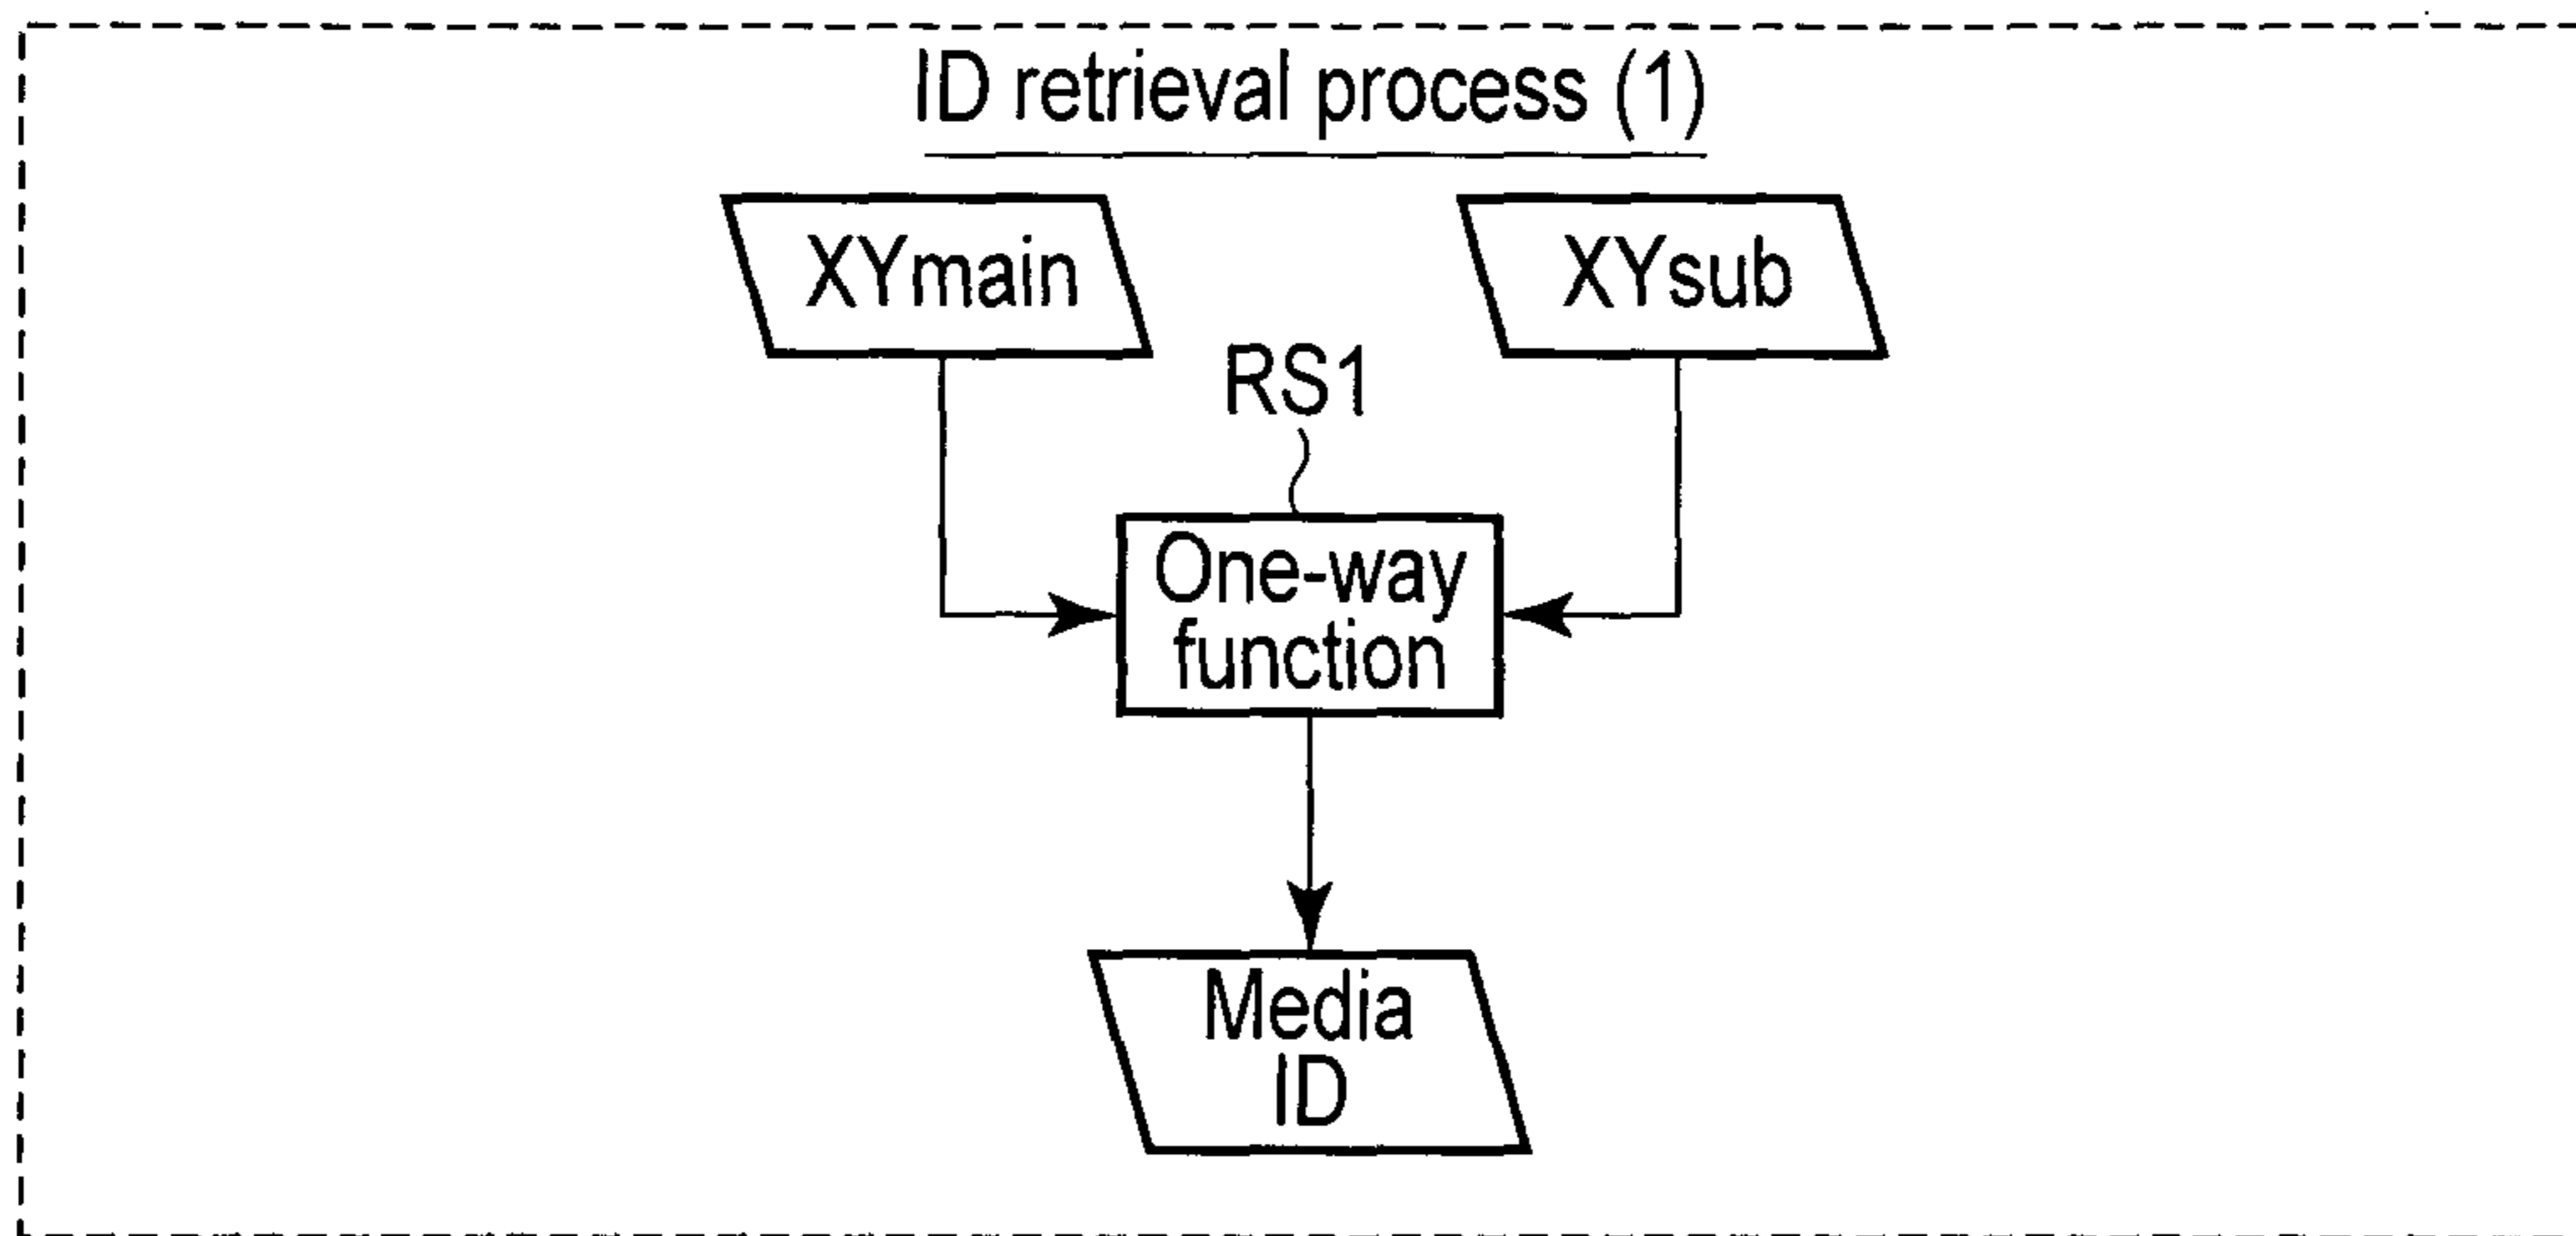 ID retrieval process (1)
XYmain
XYsub
RS1
One-way
function
Media
ID